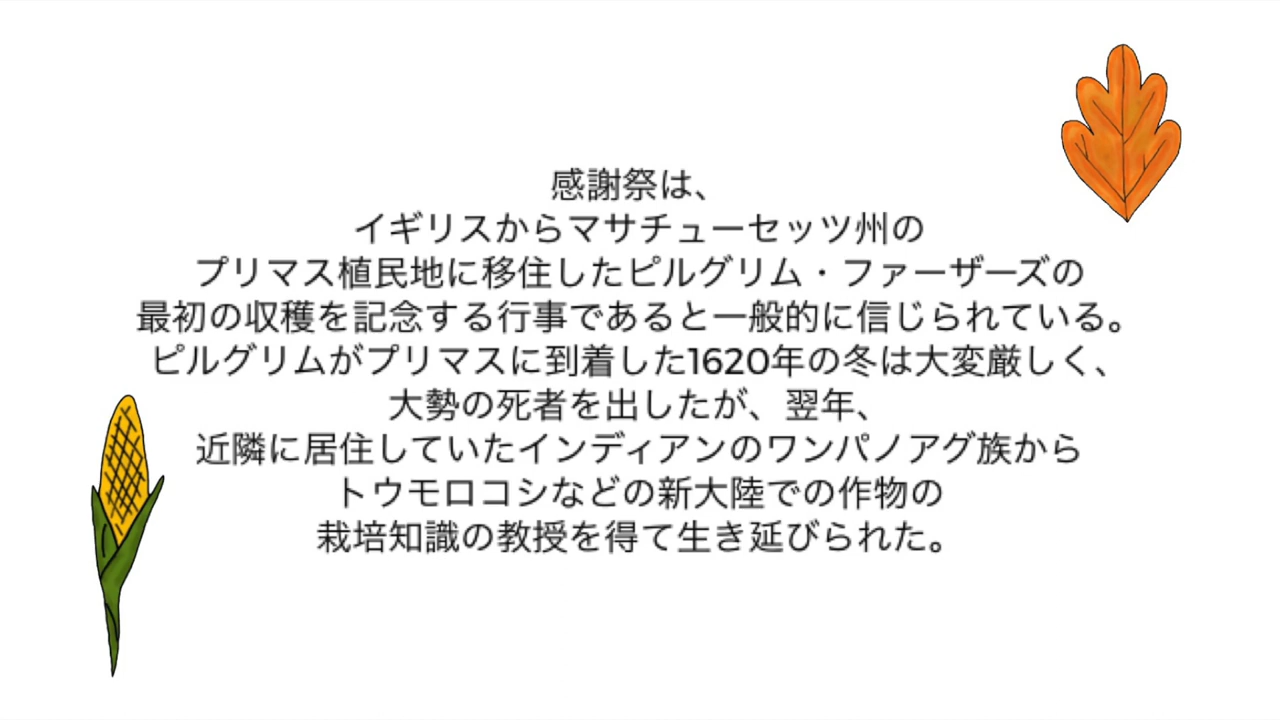 感謝祭は、
イギリスからマサチューセッツ州の
プリマス植民地に移住したピルグリム・ファーザーズの
最初の収穫を記念する行事であると一般的に信じられている。
ピルグリムがプリマスに到着した1620年の冬は大変厳しく、
大勢の死者を出したが、翌年、
近隣に居住していたインディアンのワンパノアグ族から
トウモロコシなどの新大陸での作物の
栽培知識の教授を得て生き延びられた。